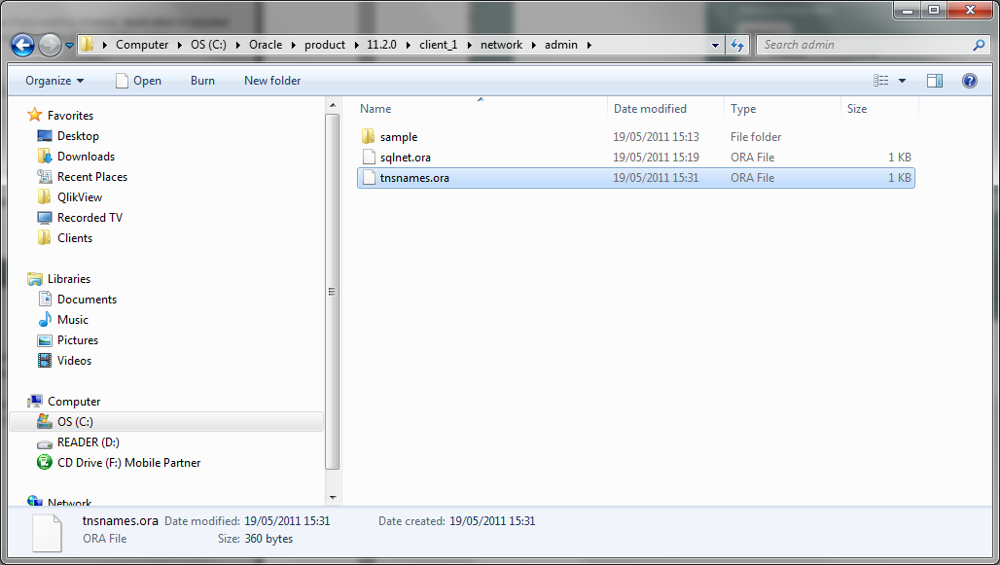 Computer OS (C:) Oracle product 11.2.0 client_1 network admin Search admin
Organize Open Burn New folder
Name Date modified Type Size
Favorites
Desktop
Downloads
Recent Places
QlikView
Recorded TV
Clients
Libraries
Documents
Music
Pictures
Videos
Computer
OS (C:)
READER (D:)
CD Drive (F:) Mobile Partner
Network
sample 19/05/2011 15:13 File folder
sqlnet.ora 19/05/2011 15:19 ORA File 1 KB
tnsnames.ora 19/05/2011 15:31 ORA File 1 KB
tnsnames.ora Date modified: 19/05/2011 15:31 Date created: 19/05/2011 15:31
ORA File Size: 360 bytes